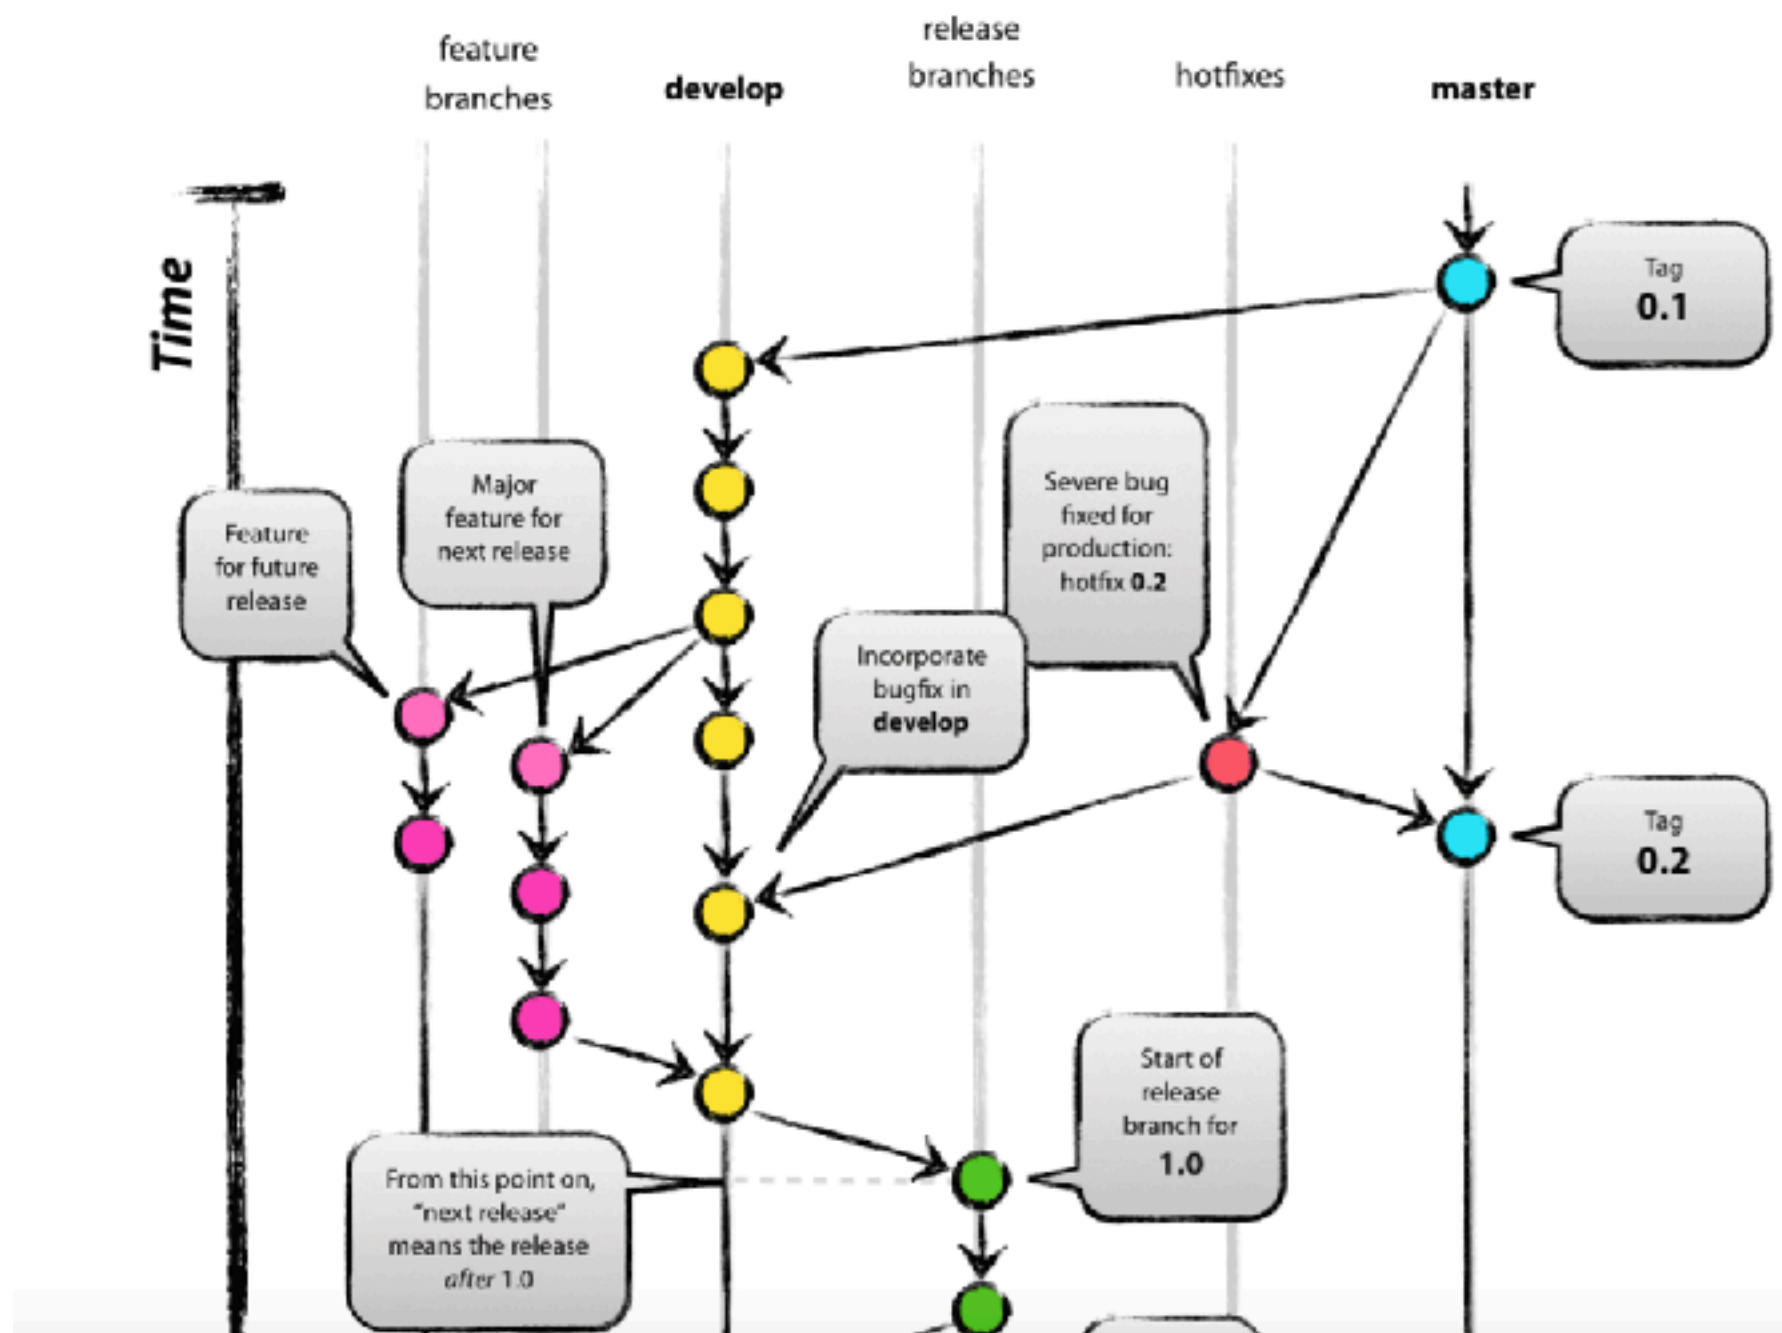 feature
branches
develop
release
branches
hotfixes
master
Time
Tag
0.1
Major
feature for
next release
Feature
for future
release
Severe bug
fixed for
production:
hotfix 0.2
Incorporate
bugfix in
develop
Tag
0.2
Start of
release
branch for
1.0
From this point on,
“next release”
means the release
after 1.0